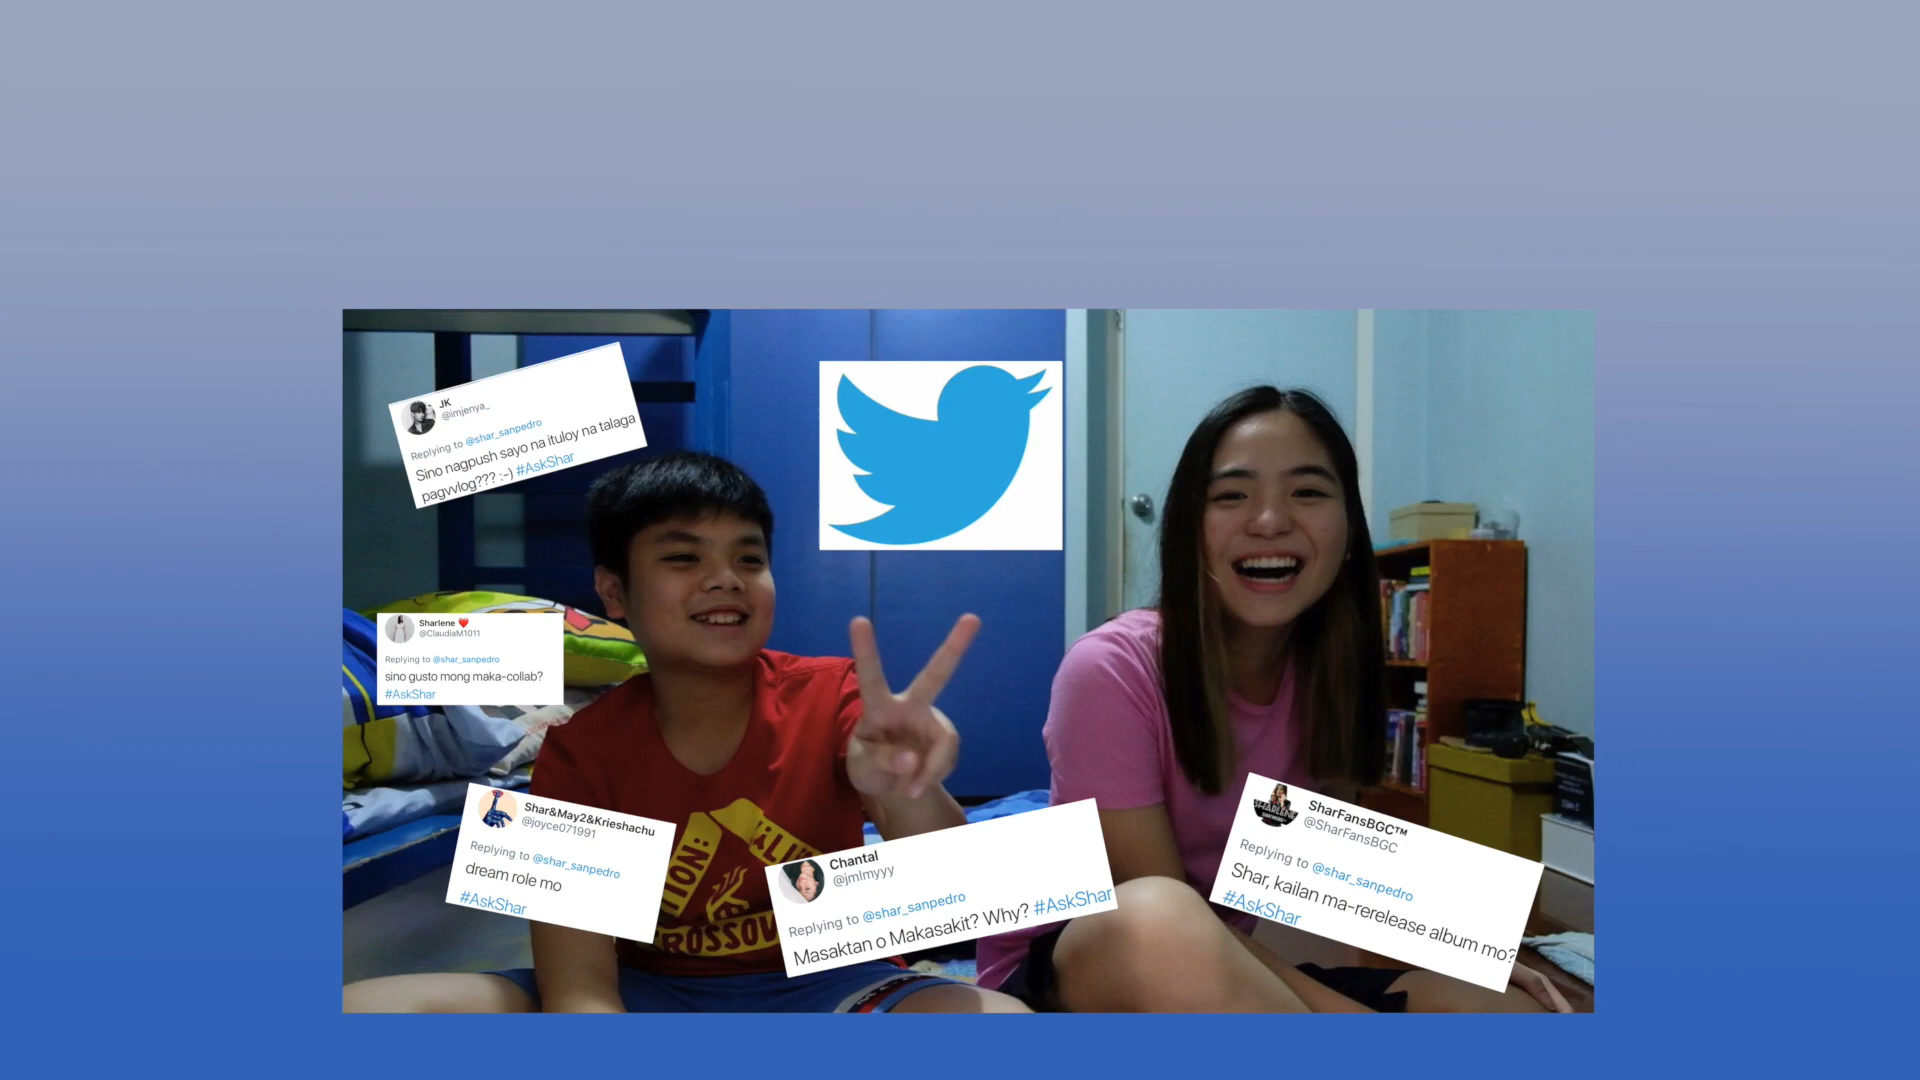 JK
@imjenya_
Replying to @shar_sanpedro
Sino nagpush sayo na ituloy na talaga
pagvvlog??? :-) #AskShar
Sharlene ❤️
@ClaudiaM1011
Replying to @shar_sanpedro
sino gusto mong maka-collab?
#AskShar
Shar&May2&Krieshachu
@joyce071991
Replying to @shar_sanpedro
dream role mo
#AskShar
Chantal
@jmlmyyy
Replying to @shar_sanpedro
Masaktan o Makasakit? Why? #AskShar
SHARLENE
SharFansBGC™
@SharFansBGC
Replying to @shar_sanpedro
Shar, kailan ma-rerelease album mo?
#AskShar